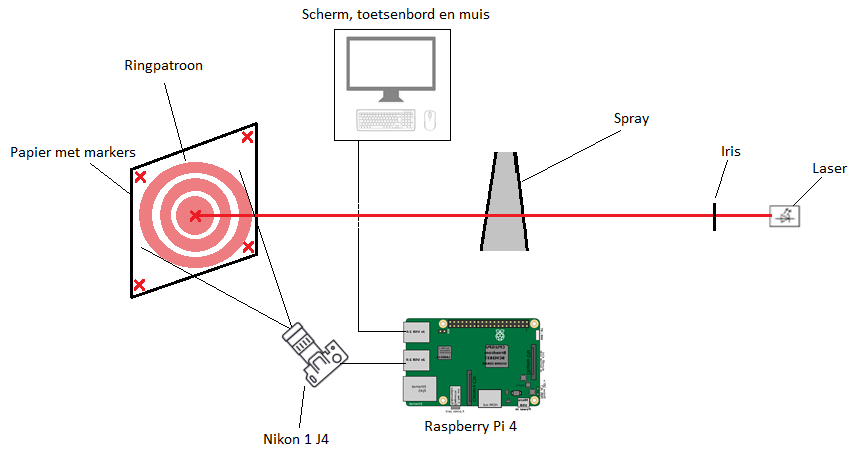 Scherm, toetsenbord en muis
Ringpatroon
Papier met markers
Spray
Iris
Laser
Nikon 1 J4
Raspberry Pi 4